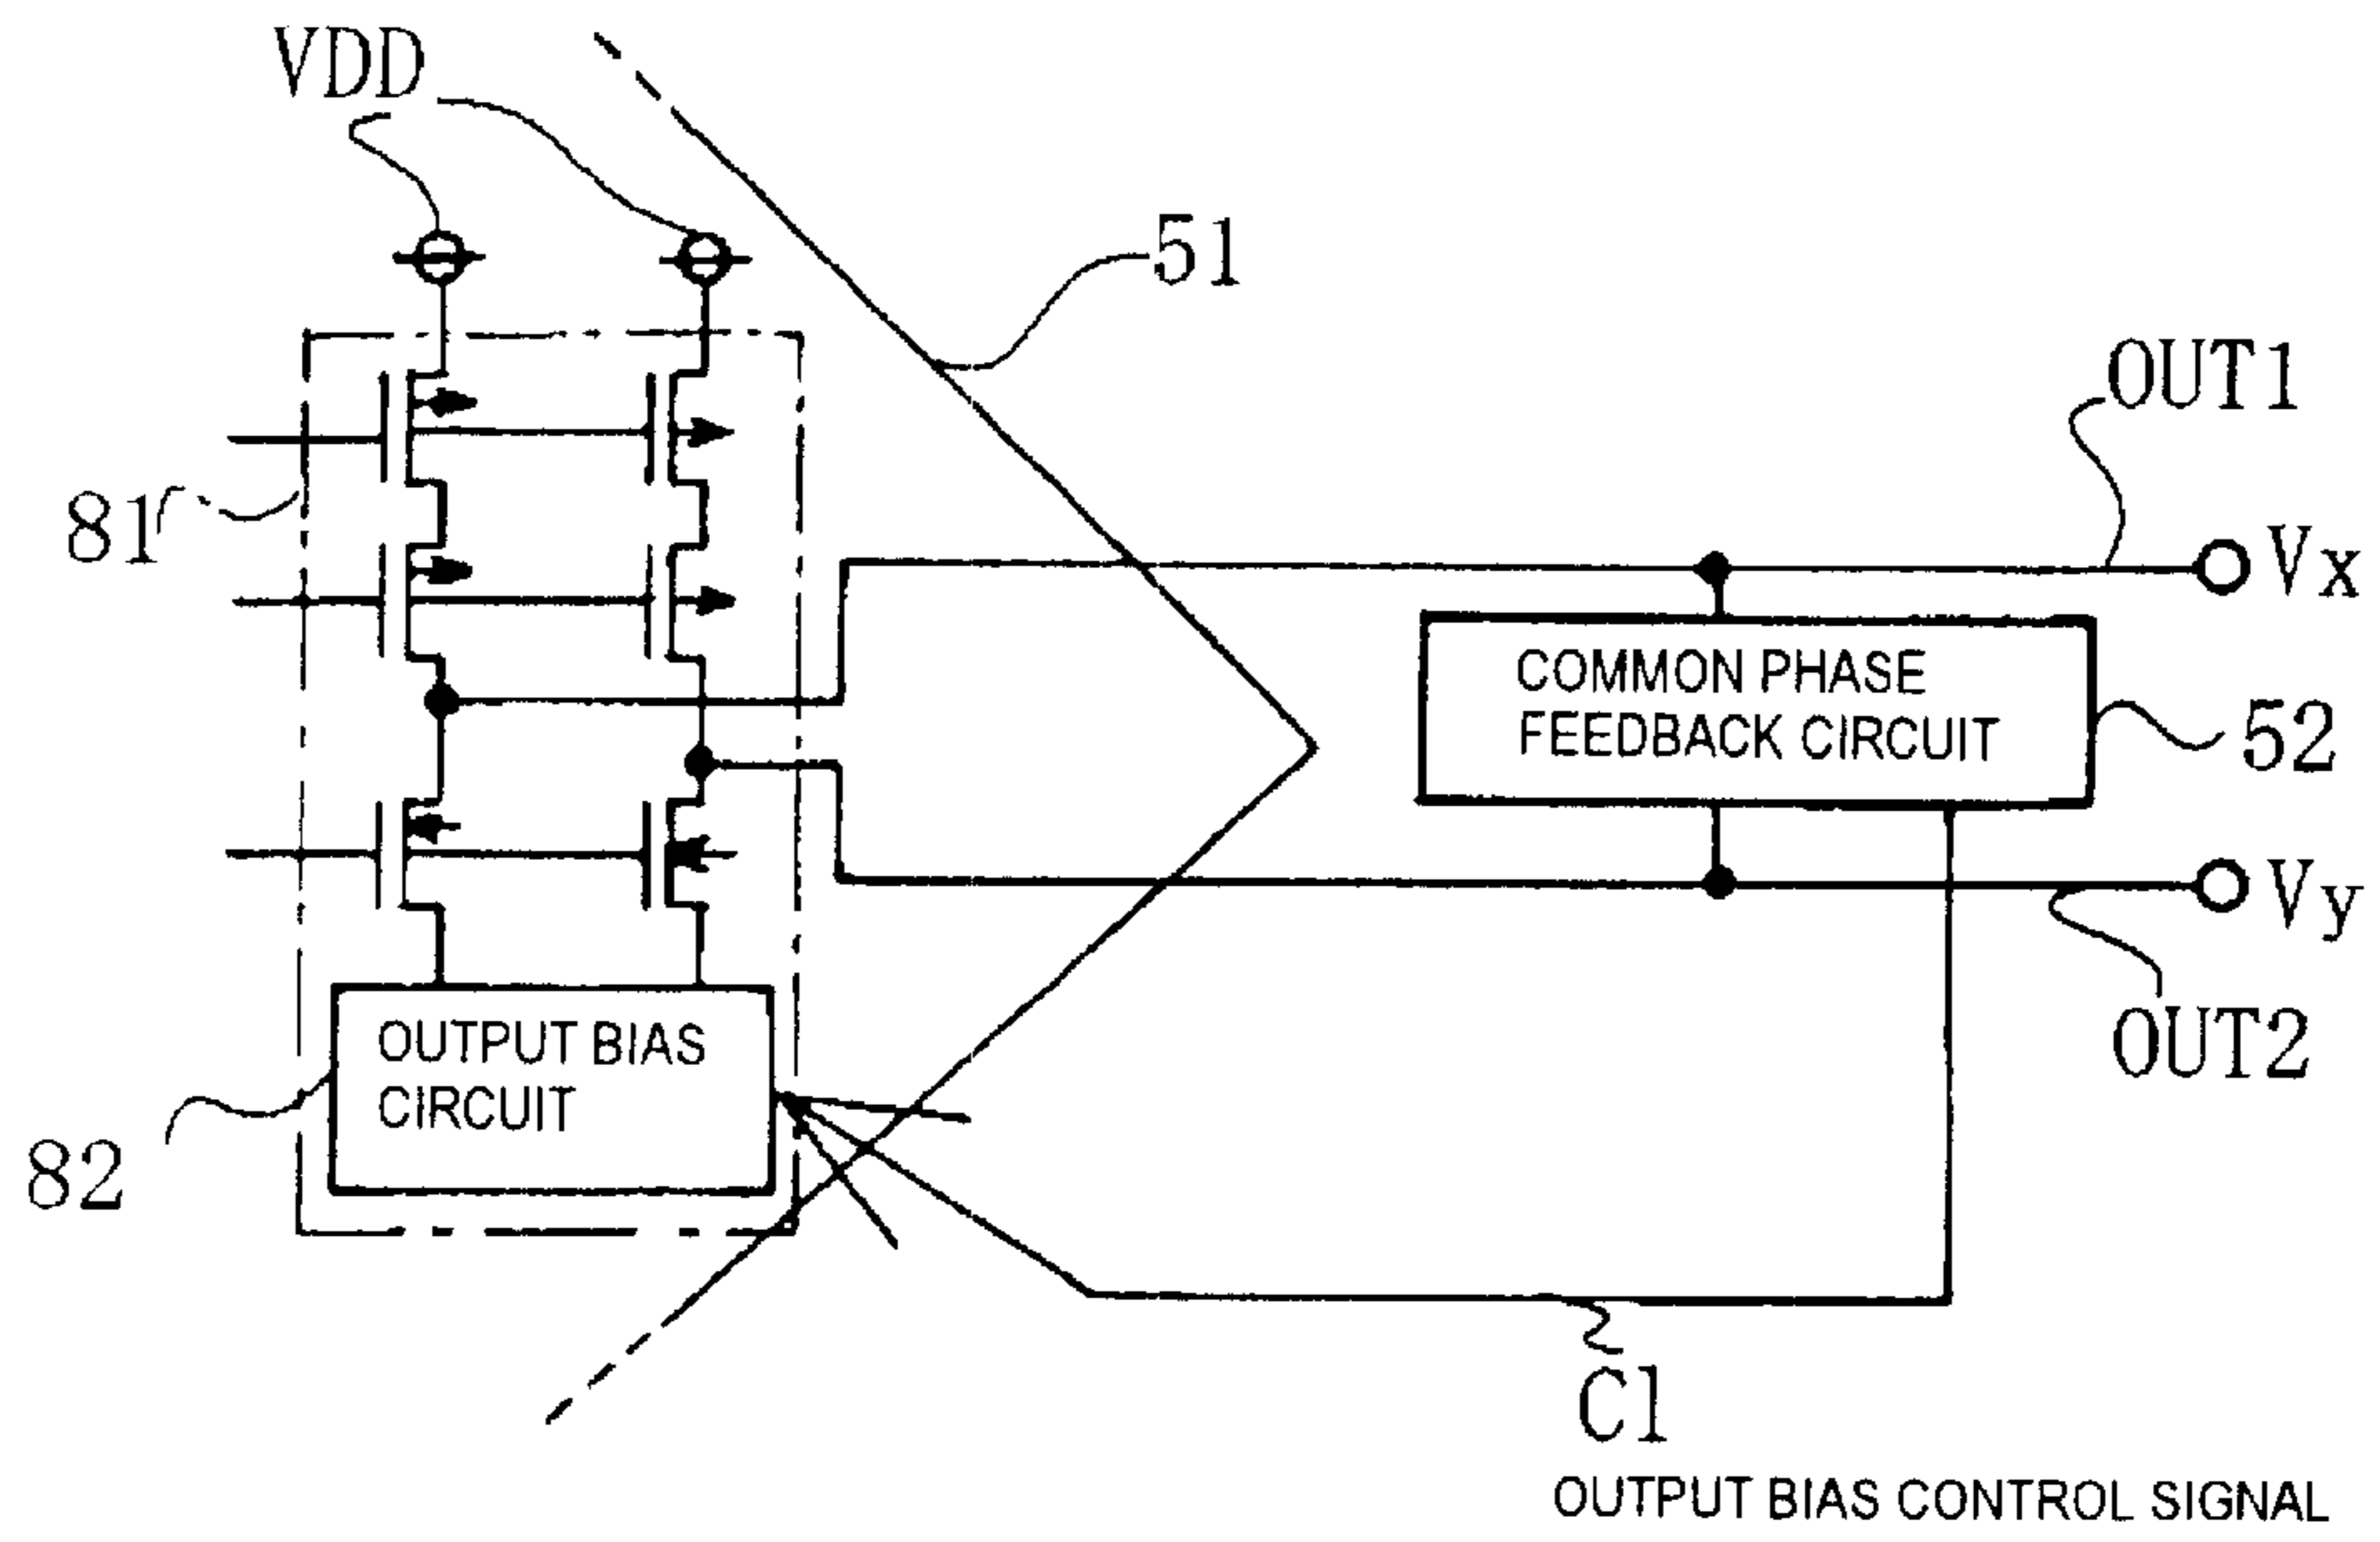 VDD
51
OUT1
81
Vx
COMMON PHASE
FEEDBACK CIRCUIT
52
Vy
OUTPUT BIAS
CIRCUIT
OUT2
82
C1
OUTPUT BIAS CONTROL SIGNAL